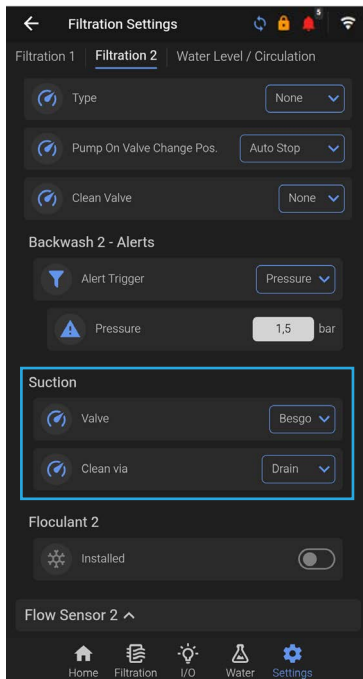 Filtration Settings
5
Filtration 1 Filtration 2 Water Level / Circulation
Type None
Pump On Valve Change Pos. Auto Stop
Clean Valve None
Backwash 2 - Alerts
Alert Trigger Pressure
Pressure 1,5 bar
Suction
Valve Besgo
Clean via Drain
Floculant 2
Installed
Flow Sensor 2
Home Filtration I/O Water Settings